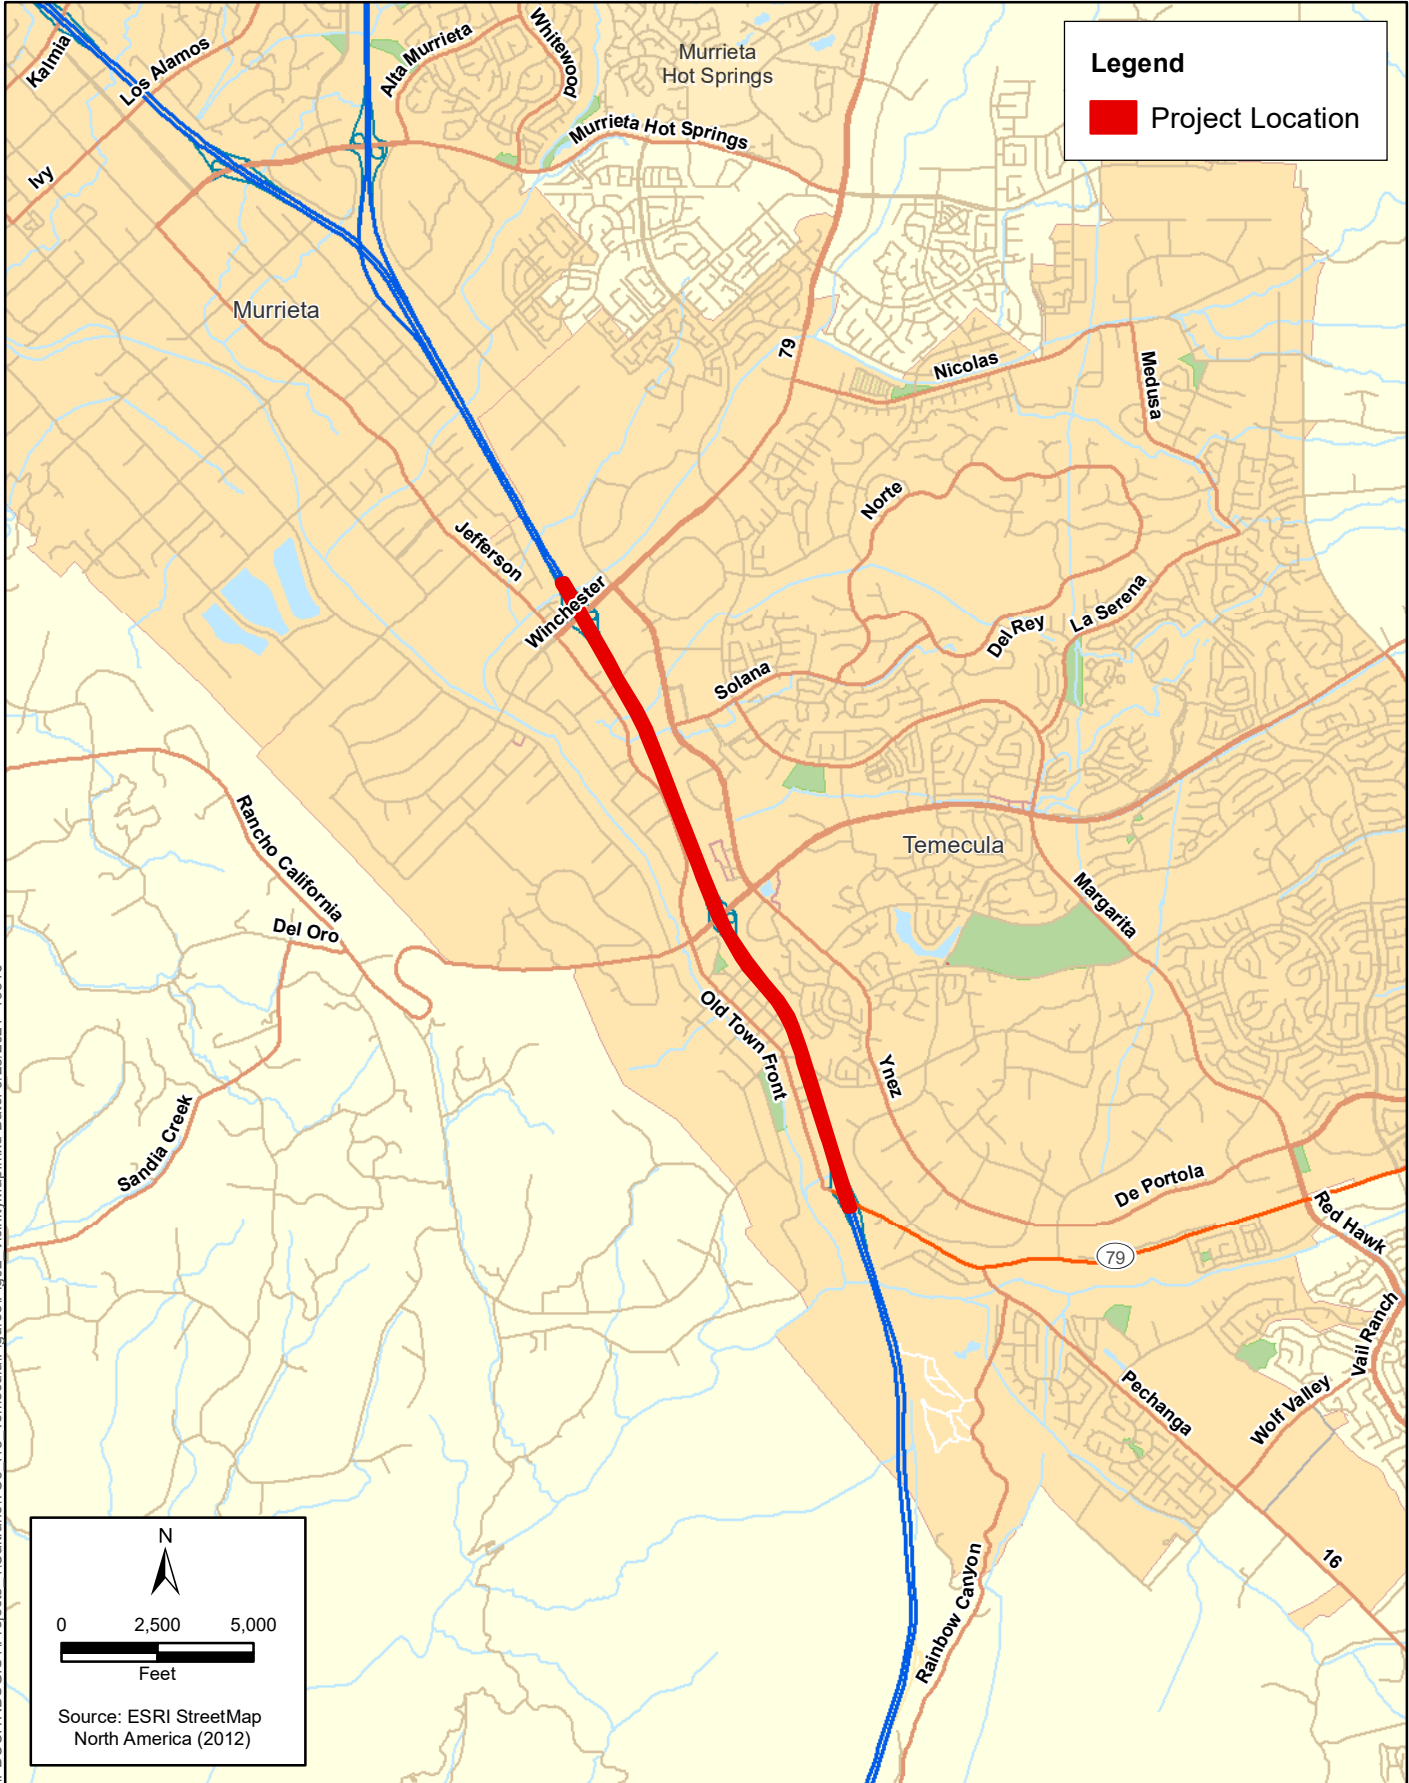 Kalmia
Los Alamos
Alta Murrieta
Whitewood
Murrieta
Hot Springs
Legend
Project Location
Murrieta Hot Springs
Ivy
Murrieta
79
Nicolas
Medusa
Norte
Jefferson
Winchester
Del Rey
La Serena
Solana
Rancho California
Temecula
Margarita
Del Oro
Old Town Front
Ynez
Sandia Creek
De Portola
Red Hawk
79
Vail Ranch
Pechanga
Wolf Valley
16
Rainbow Canyon
N
0 2,500 5,000
Feet
Source: ESRI StreetMap
North America (2012)